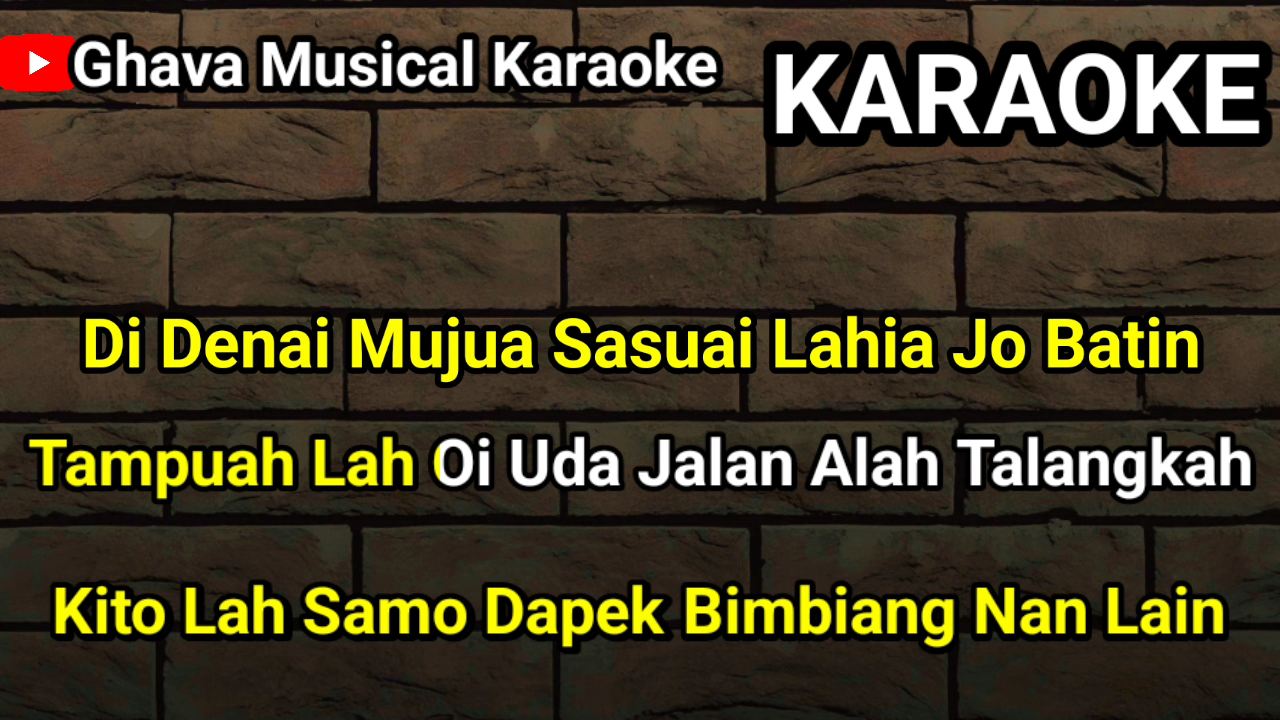 Ghava Musical Karaoke
KARAOKE
Di Denai Mujua Sasuai Lahia Jo Batin
Tampuah Lah Oi Uda Jalan Alah Talangkah
Kito Lah Samo Dapek Bimbiang Nan Lain